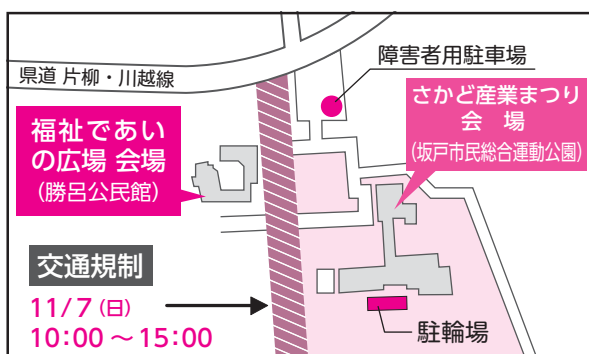 県道 片柳・川越線
障害者用駐車場
さかど産業まつり
会 場
(坂戸市民総合運動公園)
福祉であい
の広場 会場
(勝呂公民館)
交通規制
11/7(日)
10:00～15:00
駐輪場